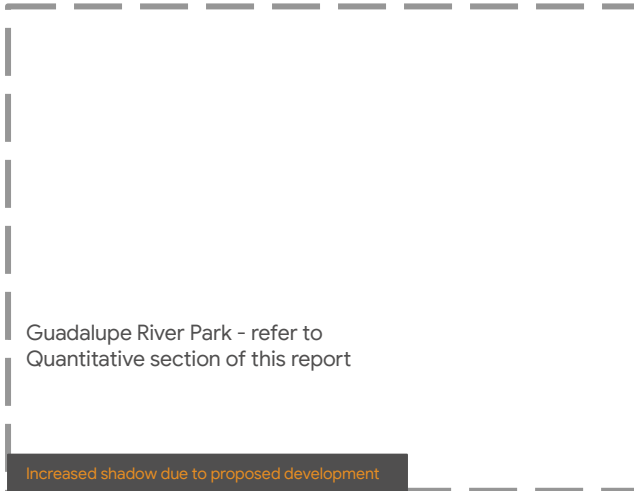 Guadalupe River Park - refer to
Quantitative section of this report
Increased shadow due to proposed development